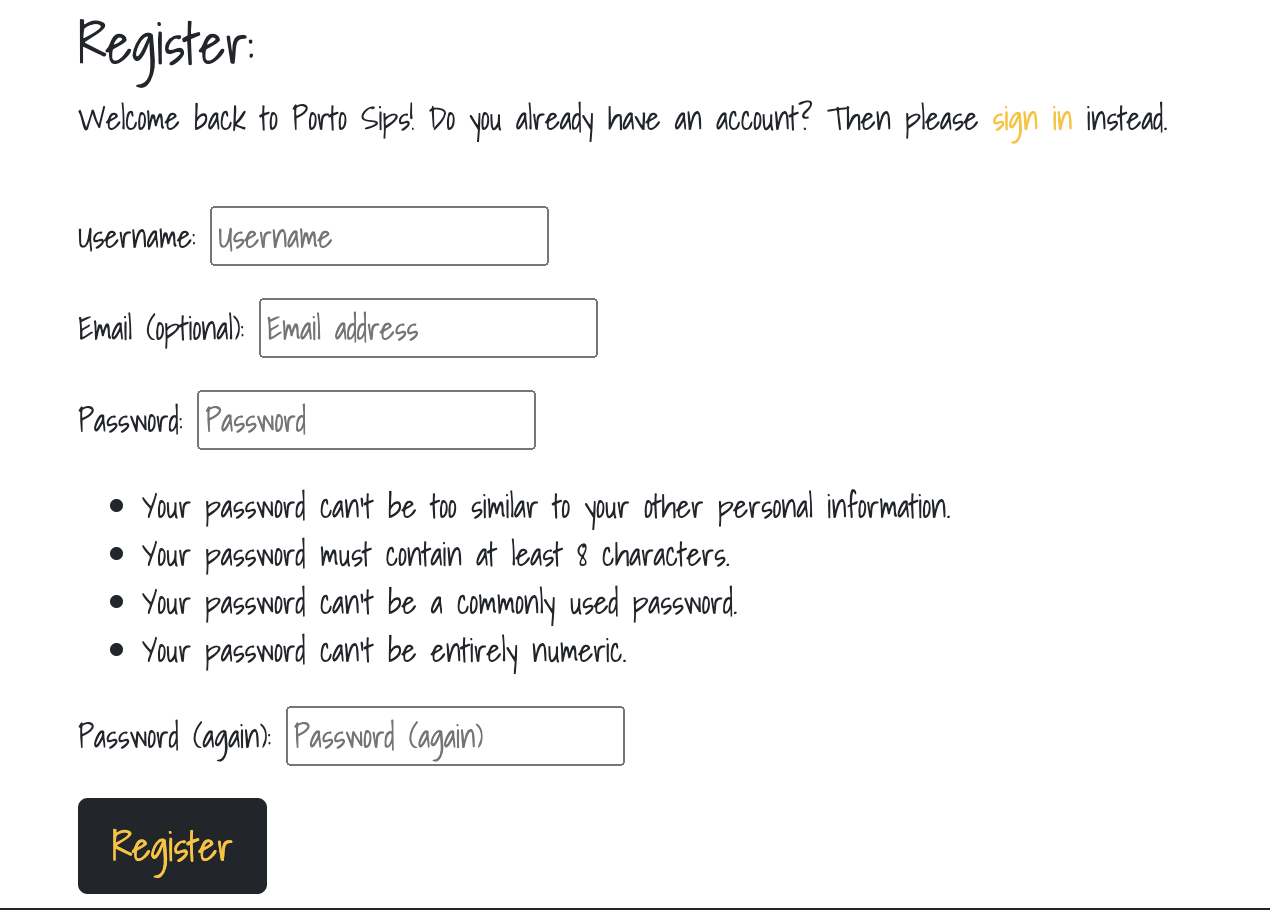 Register:
Welcome back to Porto Sips! Do you already have an account? Then please sign in instead.
Username: Username
Email (optional): Email address
Password: Password
Your password can't be too similar to your other personal information.
Your password must contain at least 8 characters.
Your password can't be a commonly used password.
Your password can't be entirely numeric.
Password (again): Password (again)
Register